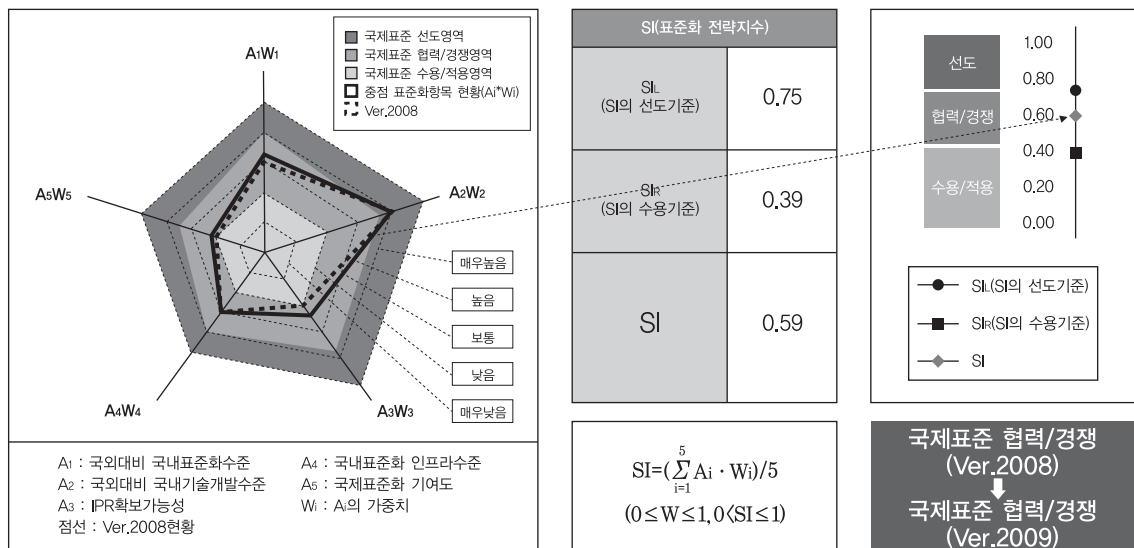 국제표준 선도영역
국제표준 협력/경쟁영역
국제표준 수용/적용영역
중점 표준화항목 현황(Ai*Wi)
Ver.2008
A1W1
A2W2
A3W3
A4W4
A5W5
매우높음
높음
보통
낮음
매우낮음
A1 : 국외대비 국내표준화수준
A2 : 국외대비 국내기술개발수준
A3 : IPR확보가능성
점선 : Ver.2008현황
A4 : 국내표준화 인프라수준
A5 : 국제표준화 기여도
Wi : Ai의 가중치
SI(표준화 전략지수)
SIL
(SI의 선도기준)
0.75
SIR
(SI의 수용기준)
0.39
SI
0.59
SI=(∑Ai · Wi)/5
5
i=1
(0≤W≤1, 0<SI≤1)
선도
협력/경쟁
수용/적용
1.00
0.80
0.60
0.40
0.20
0.00
SIL(SI의 선도기준)
SIR(SI의 수용기준)
SI
국제표준 협력/경쟁
(Ver.2008)
국제표준 협력/경쟁
(Ver.2009)